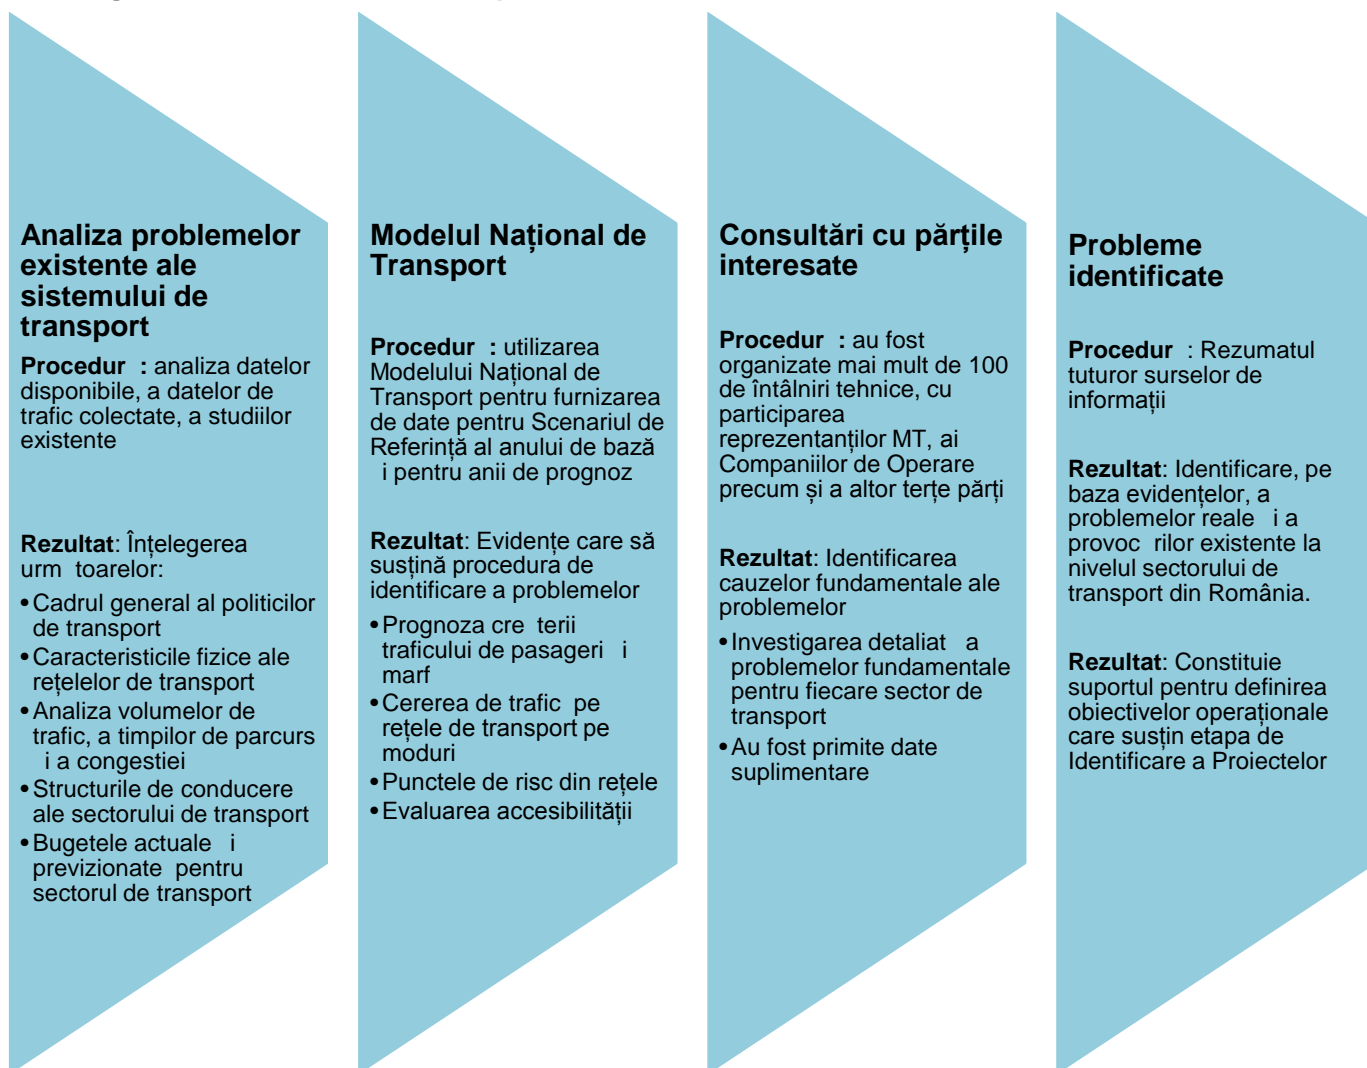 Analiza problemelor
existente ale
sistemului de
transport
Procedur : analiza datelor
disponibile, a datelor de
trafic colectate, a studiilor
existente
Rezultat: Înțelegerea
urm toarelor:
•Cadrul general al politicilor
de transport
•Caracteristicile fizice ale
rețelelor de transport
•Analiza volumelor de
trafic, a timpilor de parcurs
i a congestiei
•Structurile de conducere
ale sectorului de transport
•Bugetele actuale i
previzionate pentru
sectorul de transport
Modelul Național de
Transport
Procedur : utilizarea
Modelului Național de
Transport pentru furnizarea
de date pentru Scenariul de
Referință al anului de bază
i pentru anii de prognoz
Rezultat: Evidențe care să
susțină procedura de
identificare a problemelor
•Prognoza cre terii
traficului de pasageri i
marf
•Cererea de trafic pe
rețele de transport pe
moduri
•Punctele de risc din rețele
•Evaluarea accesibilității
Consultări cu părțile
interesate
Procedur : au fost
organizate mai mult de 100
de întâlniri tehnice, cu
participarea
reprezentanților MT, ai
Companiilor de Operare
precum și a altor terțe părți
Rezultat: Identificarea
cauzelor fundamentale ale
problemelor
•Investigarea detaliat a
problemelor fundamentale
pentru fiecare sector de
transport
•Au fost primite date
suplimentare
Probleme
identificate
Procedur : Rezumatul
tuturor surselor de
informații
Rezultat: Identificare, pe
baza evidențelor, a
problemelor reale i a
provoc rilor existente la
nivelul sectorului de
transport din România.
Rezultat: Constituie
suportul pentru definirea
obiectivelor operaționale
care susțin etapa de
Identificare a Proiectelor